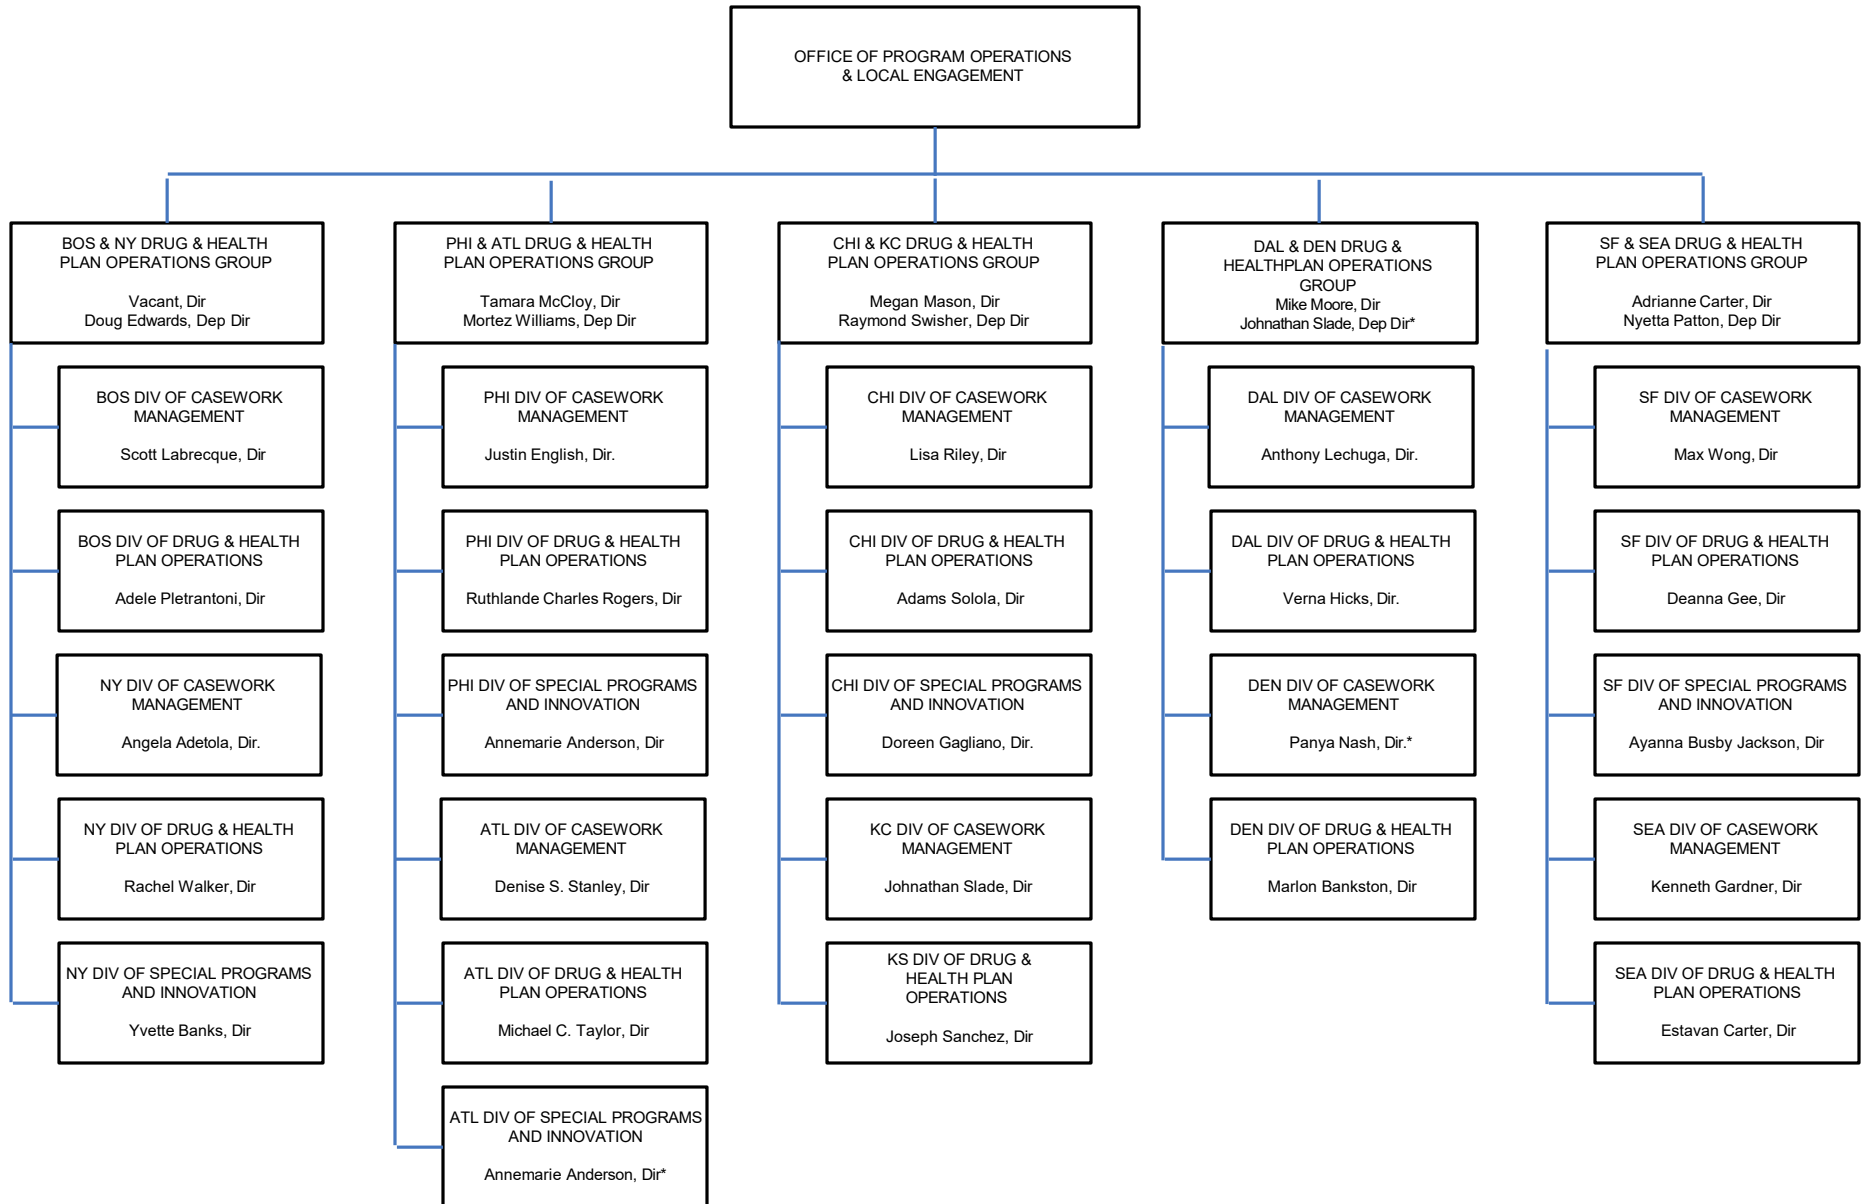 OFFICE OF PROGRAM OPERATIONS
& LOCAL ENGAGEMENT
BOS & NY DRUG & HEALTH
PLAN OPERATIONS GROUP
Vacant, Dir
Doug Edwards, Dep Dir
BOS DIV OF CASEWORK
MANAGEMENT
Scott Labrecque, Dir
BOS DIV OF DRUG & HEALTH
PLAN OPERATIONS
Adele Pletrantoni, Dir
NY DIV OF CASEWORK
MANAGEMENT
Angela Adetola, Dir.
NY DIV OF DRUG & HEALTH
PLAN OPERATIONS
Rachel Walker, Dir
NY DIV OF SPECIAL PROGRAMS
AND INNOVATION
Yvette Banks, Dir
PHI & ATL DRUG & HEALTH
PLAN OPERATIONS GROUP
Tamara McCloy, Dir
Mortez Williams, Dep Dir
PHI DIV OF CASEWORK
MANAGEMENT
Justin English, Dir.
PHI DIV OF DRUG & HEALTH
PLAN OPERATIONS
Ruthlande Charles Rogers, Dir
PHI DIV OF SPECIAL PROGRAMS
AND INNOVATION
Annemarie Anderson, Dir
ATL DIV OF CASEWORK
MANAGEMENT
Denise S. Stanley, Dir
ATL DIV OF DRUG & HEALTH
PLAN OPERATIONS
Michael C. Taylor, Dir
ATL DIV OF SPECIAL PROGRAMS
AND INNOVATION
Annemarie Anderson, Dir*
CHI & KC DRUG & HEALTH
PLAN OPERATIONS GROUP
Megan Mason, Dir
Raymond Swisher, Dep Dir
CHI DIV OF CASEWORK
MANAGEMENT
Lisa Riley, Dir
CHI DIV OF DRUG & HEALTH
PLAN OPERATIONS
Adams Solola, Dir
CHI DIV OF SPECIAL PROGRAMS
AND INNOVATION
Doreen Gagliano, Dir.
KC DIV OF CASEWORK
MANAGEMENT
Johnathan Slade, Dir
KS DIV OF DRUG &
HEALTH PLAN
OPERATIONS
Joseph Sanchez, Dir
DAL & DEN DRUG &
HEALTHPLAN OPERATIONS
GROUP
Mike Moore, Dir
Johnathan Slade, Dep Dir*
DAL DIV OF CASEWORK
MANAGEMENT
Anthony Lechuga, Dir.
DAL DIV OF DRUG & HEALTH
PLAN OPERATIONS
Verna Hicks, Dir.
DEN DIV OF CASEWORK
MANAGEMENT
Panya Nash, Dir.*
DEN DIV OF DRUG & HEALTH
PLAN OPERATIONS
Marlon Bankston, Dir
SF & SEA DRUG & HEALTH
PLAN OPERATIONS GROUP
Adrianne Carter, Dir
Nyetta Patton, Dep Dir
SF DIV OF CASEWORK
MANAGEMENT
Max Wong, Dir
SF DIV OF DRUG & HEALTH
PLAN OPERATIONS
Deanna Gee, Dir
SF DIV OF SPECIAL PROGRAMS
AND INNOVATION
Ayanna Busby Jackson, Dir
SEA DIV OF CASEWORK
MANAGEMENT
Kenneth Gardner, Dir
SEA DIV OF DRUG & HEALTH
PLAN OPERATIONS
Estavan Carter, Dir